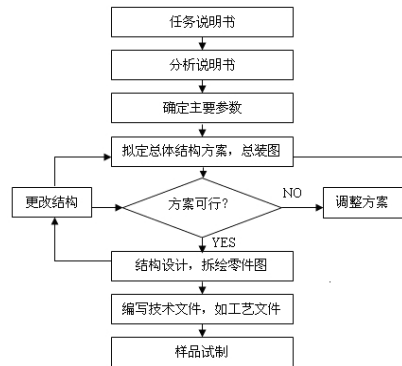 任务说明书
分析说明书
确定主要参数
拟定总体结构方案，总装图
更改结构
方案可行?
NO
调整方案
YES
结构设计，拆绘零件图
编写技术文件，如工艺文件
样品试制